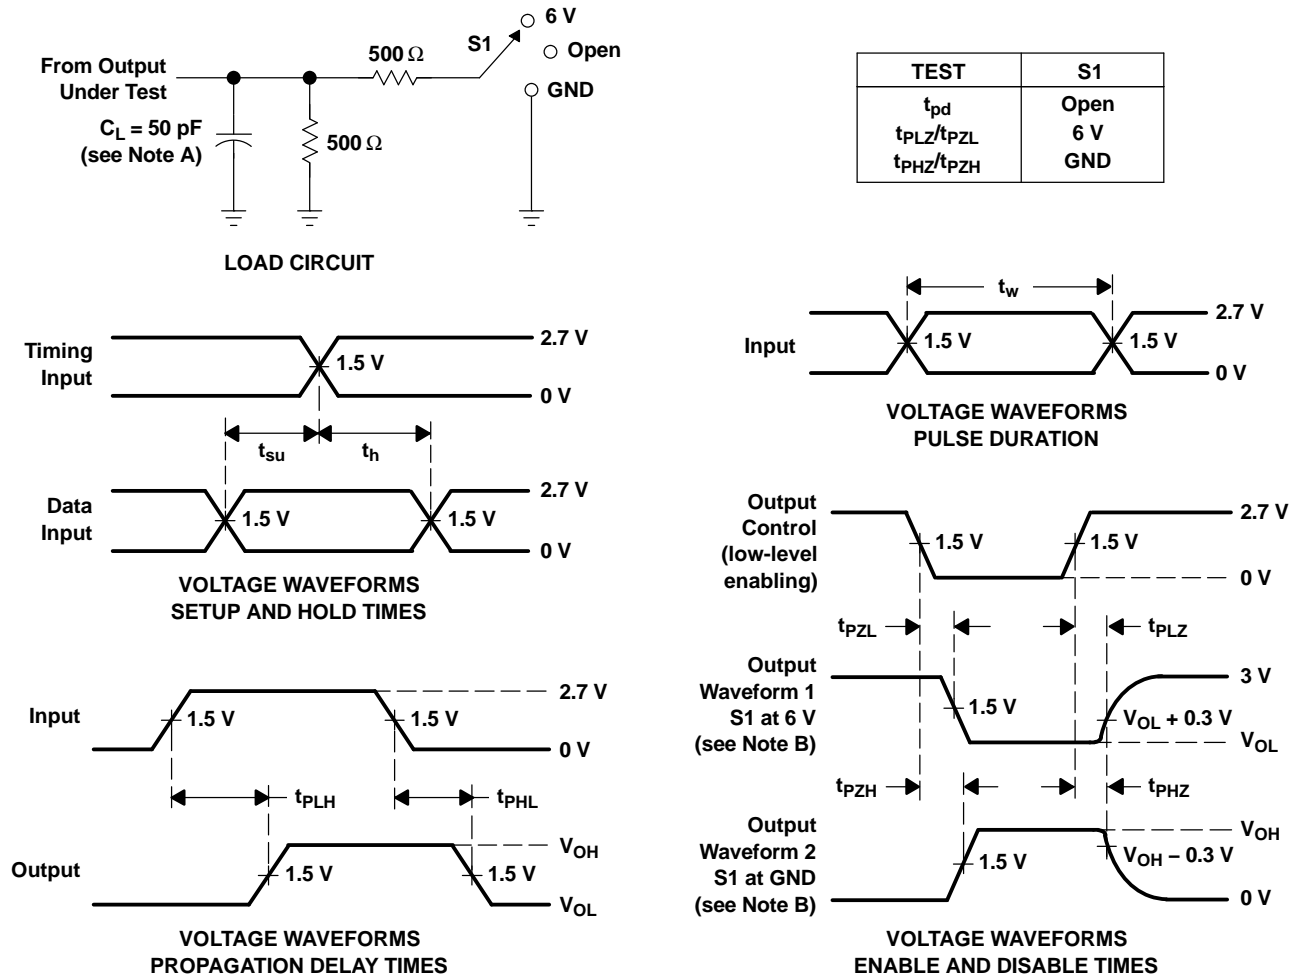 6 V
S1
Open
500 Ω
From Output
Under Test
GND
C_L = 50 pF
(see Note A)
500 Ω
LOAD CIRCUIT
TEST S1
t_pd Open
t_PLZ/t_PZL 6 V
t_PHZ/t_PZH GND
t_w
2.7 V
Input
1.5 V 1.5 V
0 V
VOLTAGE WAVEFORMS
PULSE DURATION
Timing
Input
2.7 V
1.5 V
0 V
t_su t_h
Data
Input
2.7 V
1.5 V 1.5 V
0 V
VOLTAGE WAVEFORMS
SETUP AND HOLD TIMES
Input
2.7 V
1.5 V 1.5 V
0 V
t_PLH t_PHL
Output
V_OH
1.5 V 1.5 V
V_OL
VOLTAGE WAVEFORMS
PROPAGATION DELAY TIMES
Output
Control
(low-level
enabling)
2.7 V
1.5 V 1.5 V
0 V
t_PZL t_PLZ
Output
Waveform 1
S1 at 6 V
(see Note B)
3 V
1.5 V V_OL + 0.3 V
V_OL
t_PZH t_PHZ
Output
Waveform 2
S1 at GND
(see Note B)
V_OH
1.5 V V_OH − 0.3 V
0 V
VOLTAGE WAVEFORMS
ENABLE AND DISABLE TIMES